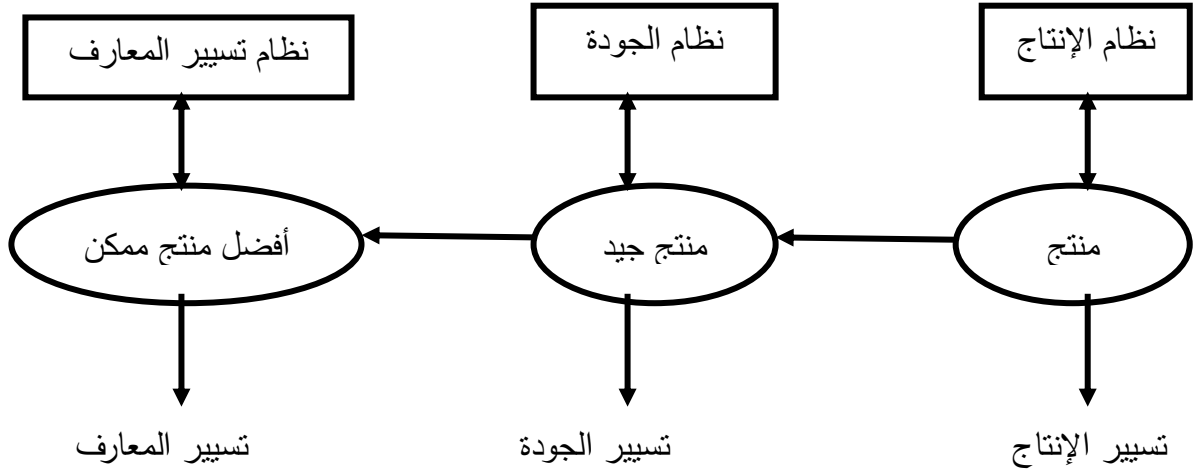 نظام الإنتاج
نظام الجودة
نظام تسيير المعارف
منتج
منتج جيد
أفضل منتج ممكن
تسيير الإنتاج
تسيير الجودة
تسيير المعارف